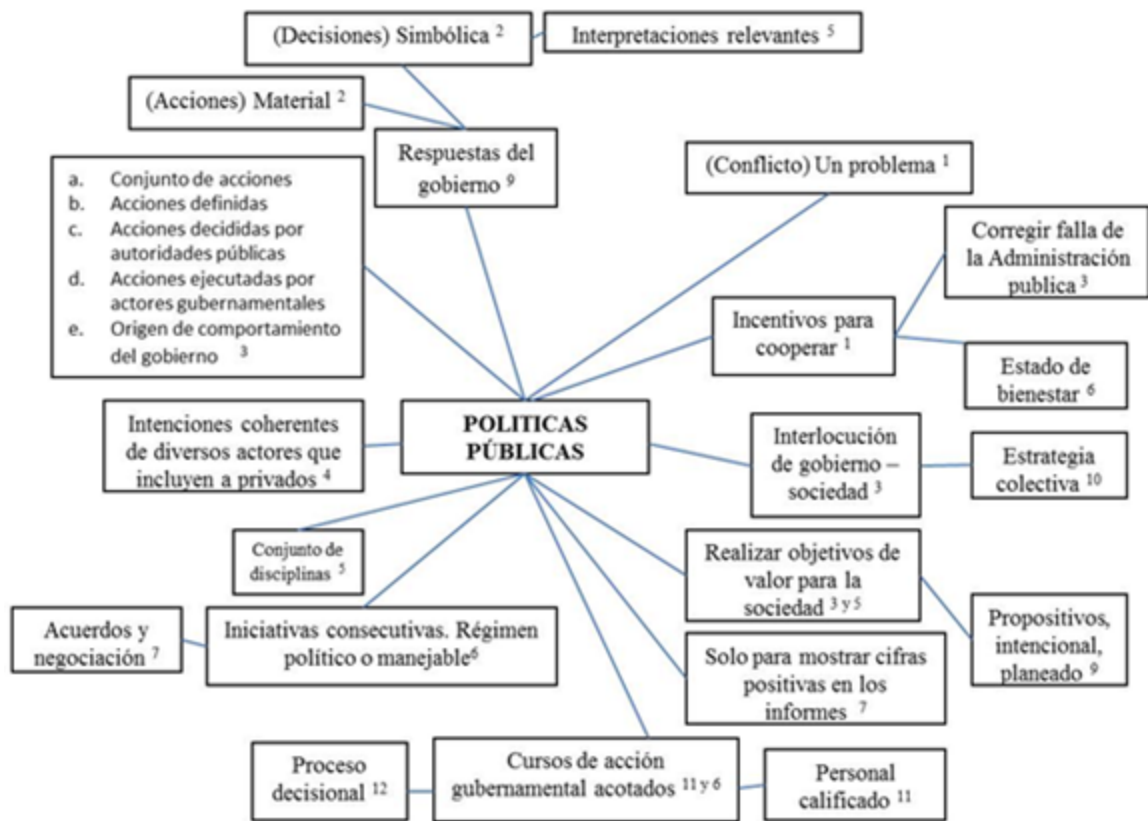 (Decisiones) Simbólica 2
Interpretaciones relevantes 5
(Acciones) Material 2
Respuestas del
gobierno 9
(Conflicto) Un problema 1
a. Conjunto de acciones
b. Acciones definidas
c. Acciones decididas por
autoridades públicas
d. Acciones ejecutadas por
actores gubernamentales
e. Origen de comportamiento
del gobierno 3
Corregir falla de
la Administración
publica 3
Incentivos para
cooperar 1
Estado de
bienestar 6
POLITICAS
PÚBLICAS
Intenciones coherentes
de diversos actores que
incluyen a privados 4
Interlocución
de gobierno –
sociedad 3
Estrategia
colectiva 10
Conjunto de
disciplinas 5
Realizar objetivos de
valor para la
sociedad 3 y 5
Acuerdos y
negociación 7
Iniciativas consecutivas. Régimen
político o manejable6
Propositivos,
intencional,
planeado 9
Solo para mostrar cifras
positivas en los
informes 7
Proceso
decisional 12
Cursos de acción
gubernamental acotados 11 y 6
Personal
calificado 11